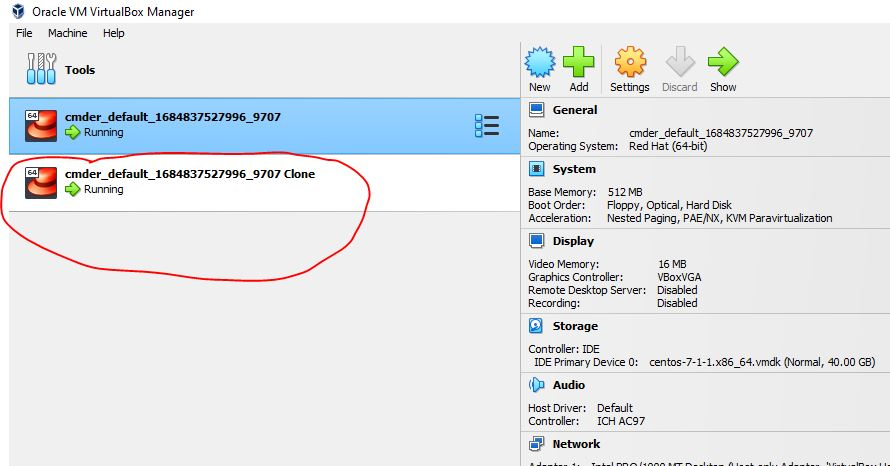 Oracle VM VirtualBox Manager
File Machine Help
Tools
New Add Settings Discard Show
64 cmder_default_1684837527996_9707
Running
64 cmder_default_1684837527996_9707 Clone
Running
General
Name: cmder_default_1684837527996_9707
Operating System: Red Hat (64-bit)
System
Base Memory: 512 MB
Boot Order: Floppy, Optical, Hard Disk
Acceleration: Nested Paging, PAE/NX, KVM Paravirtualization
Display
Video Memory: 16 MB
Graphics Controller: VBoxVGA
Remote Desktop Server: Disabled
Recording: Disabled
Storage
Controller: IDE
IDE Primary Device 0: centos-7-1-1.x86_64.vmdk (Normal, 40.00 GB)
Audio
Host Driver: Default
Controller: ICH AC97
Network
Adapter 1: Intel PRO/1000 MT Desktop (Host-only Adapter, 'VirtualBox